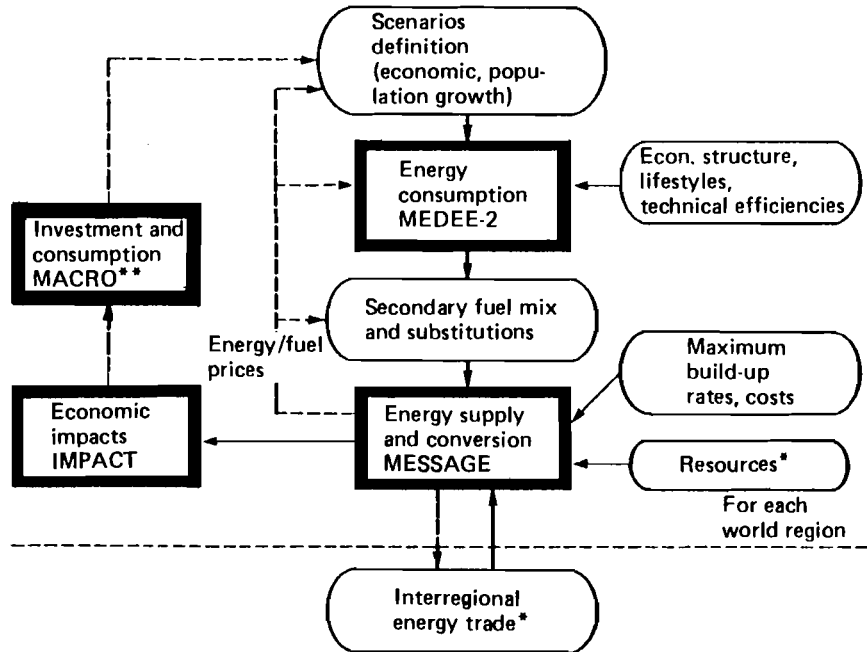 Scenarios
definition
(economic, popu-
lation growth)
Energy
consumption
MEDEE-2
Econ. structure,
lifestyles,
technical efficiencies
Investment and
consumption
MACRO**
Secondary fuel mix
and substitutions
Energy/fuel
prices
Maximum
build-up
rates, costs
Economic
impacts
IMPACT
Energy supply
and conversion
MESSAGE
Resources*
For each
world region
Interregional
energy trade*